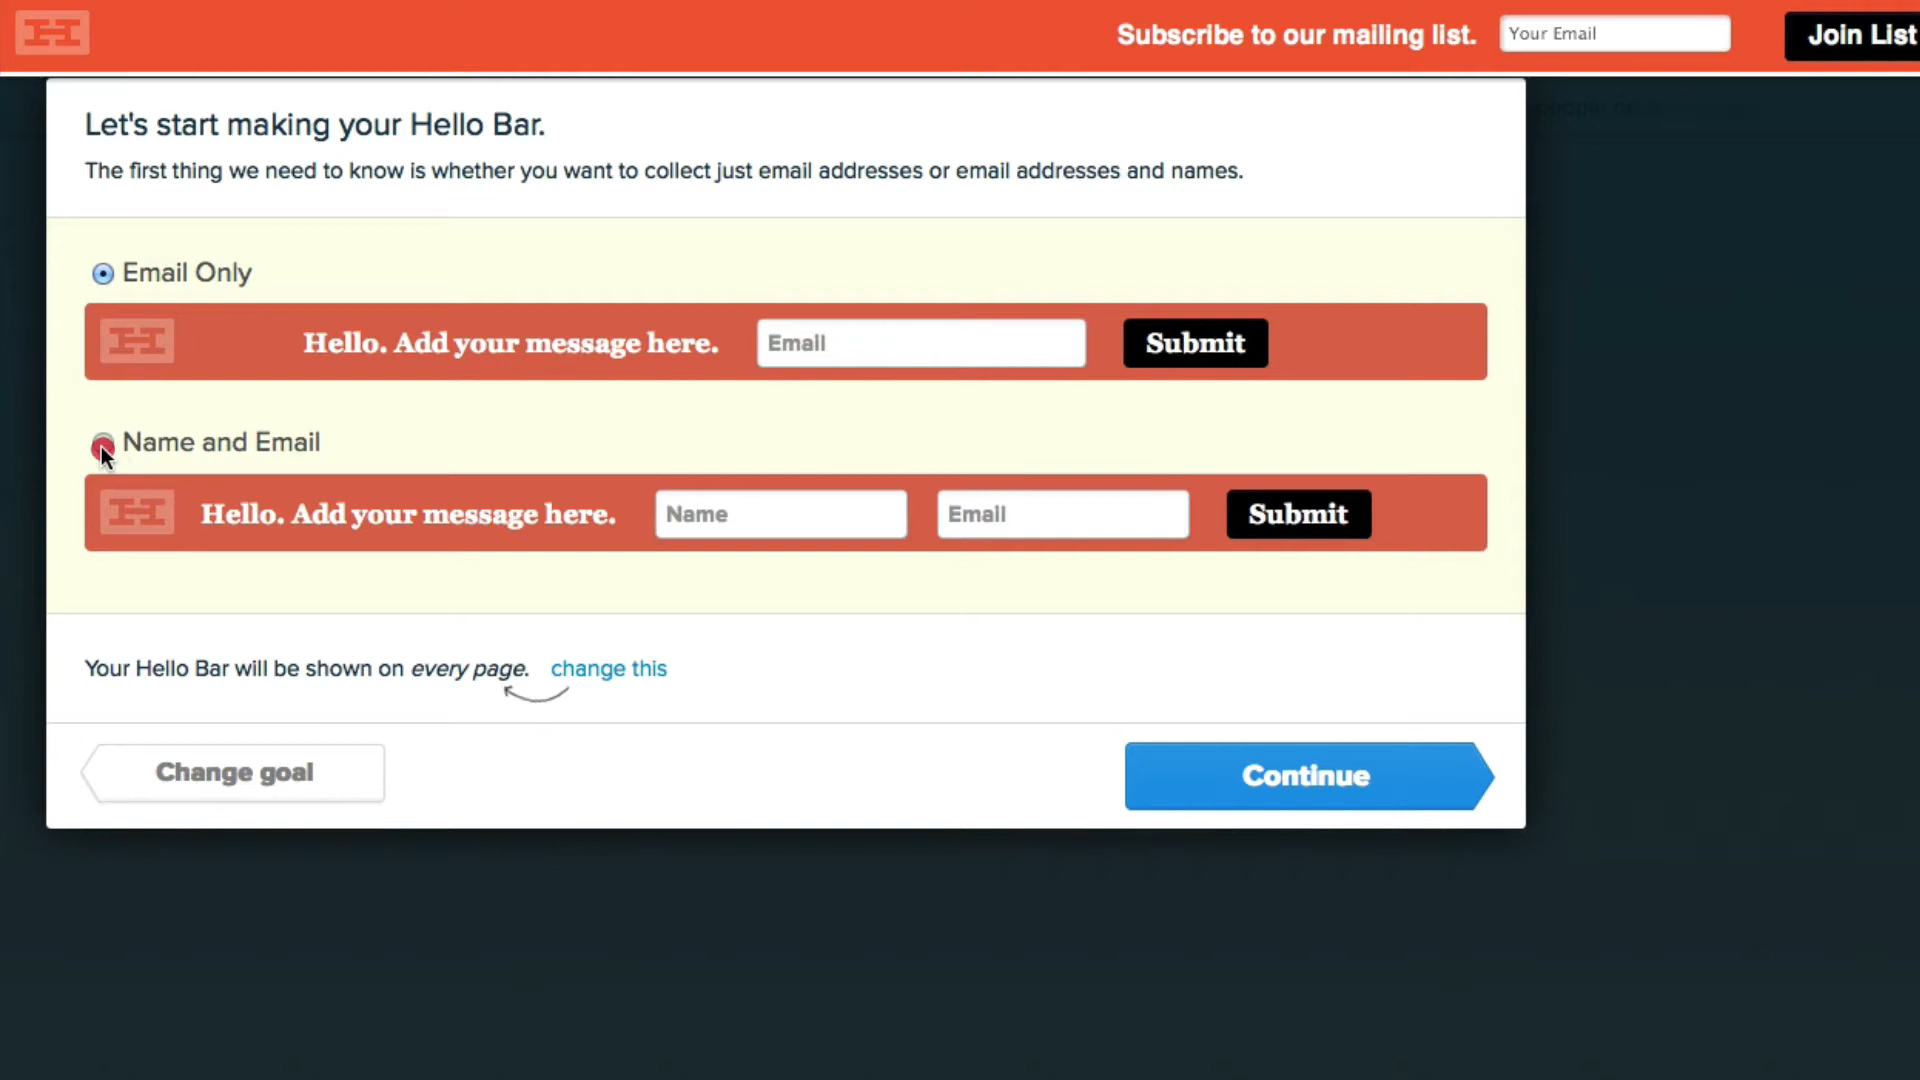 Subscribe to our mailing list. Your Email Join List
Let's start making your Hello Bar.
The first thing we need to know is whether you want to collect just email addresses or email addresses and names.
Email Only
Hello. Add your message here. Email Submit
Name and Email
Hello. Add your message here. Name Email Submit
Your Hello Bar will be shown on every page. change this
Change goal Continue